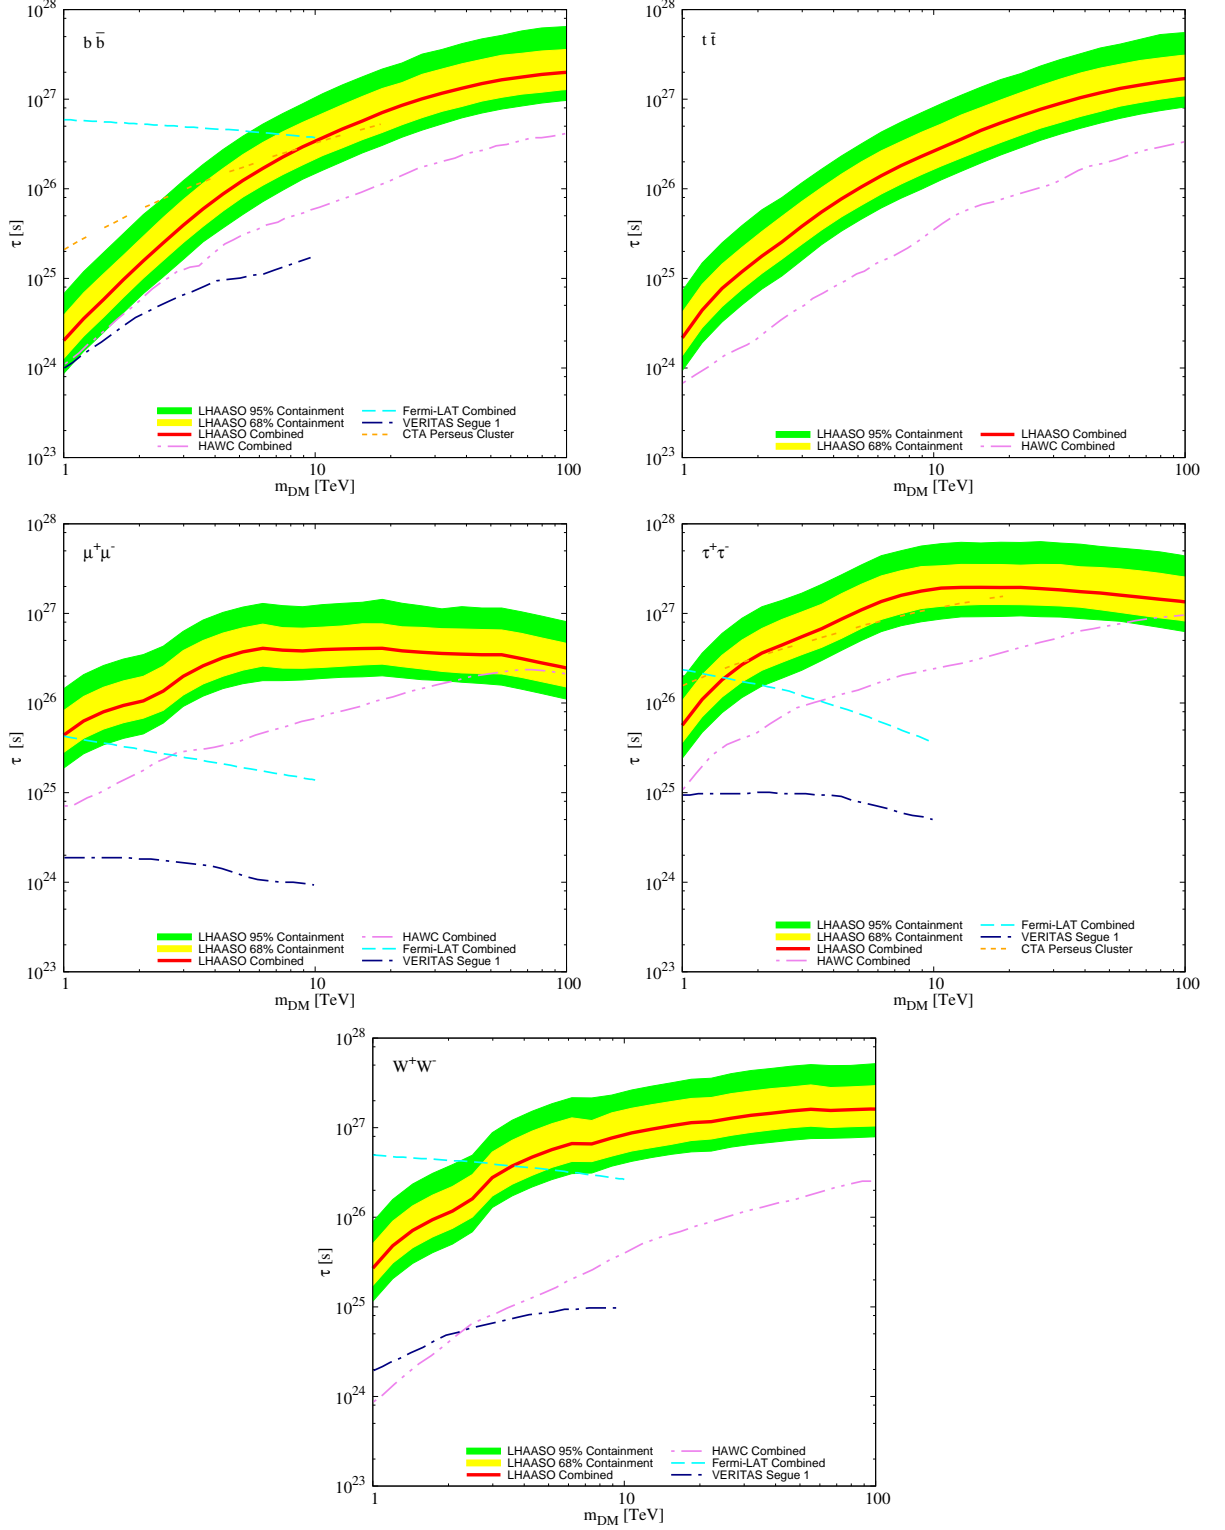 b b̄
τ [s]
10^28
10^27
10^26
10^25
10^24
10^23
1
10
100
m_DM [TeV]
LHAASO 95% Containment
LHAASO 68% Containment
LHAASO Combined
HAWC Combined
Fermi-LAT Combined
VERITAS Segue 1
CTA Perseus Cluster
t t̄
τ [s]
10^28
10^27
10^26
10^25
10^24
10^23
1
10
100
m_DM [TeV]
LHAASO 95% Containment
LHAASO 68% Containment
LHAASO Combined
HAWC Combined
μ^+μ^-
τ [s]
10^28
10^27
10^26
10^25
10^24
10^23
1
10
100
m_DM [TeV]
LHAASO 95% Containment
LHAASO 68% Containment
LHAASO Combined
HAWC Combined
Fermi-LAT Combined
VERITAS Segue 1
τ^+τ^-
τ [s]
10^28
10^27
10^26
10^25
10^24
10^23
1
10
100
m_DM [TeV]
LHAASO 95% Containment
LHAASO 68% Containment
LHAASO Combined
HAWC Combined
Fermi-LAT Combined
VERITAS Segue 1
CTA Perseus Cluster
W^+W^-
τ [s]
10^28
10^27
10^26
10^25
10^24
10^23
1
10
100
m_DM [TeV]
LHAASO 95% Containment
LHAASO 68% Containment
LHAASO Combined
HAWC Combined
Fermi-LAT Combined
VERITAS Segue 1